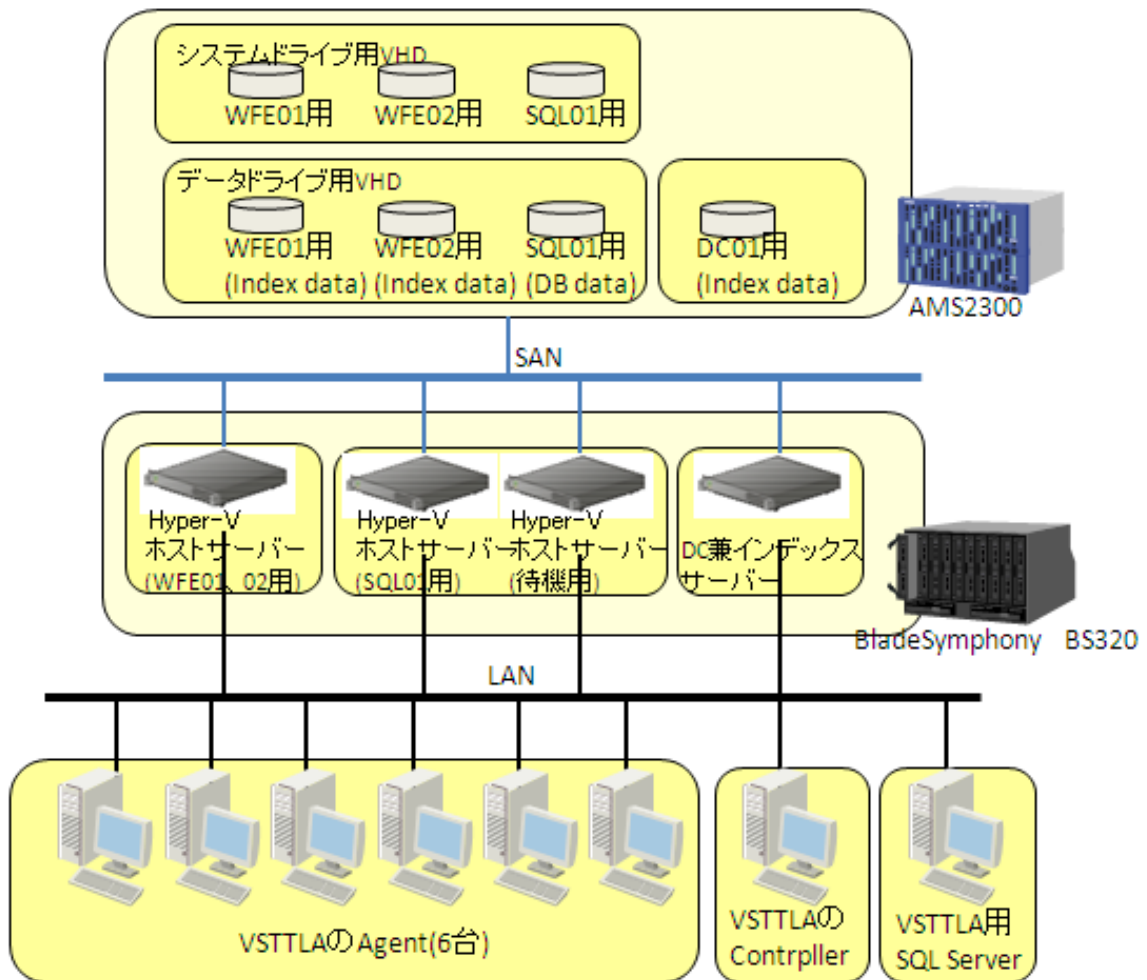 システムドライブ用VHD
WFE01用 WFE02用 SQL01用
データドライブ用VHD
WFE01用 WFE02用 SQL01用 DC01用
(Index data) (Index data) (DB data) (Index data)
AMS2300
SAN
Hyper-V Hyper-V Hyper-V
ホストサーバー ホストサーバー ホストサーバー DC兼インデックス
(WFE01、02用) (SQL01用) (待機用) サーバー
BladeSymphony BS320
LAN
VSTTLAのAgent(6台)
VSTTLAの
Contrpller
VSTTLA用
SQL Server